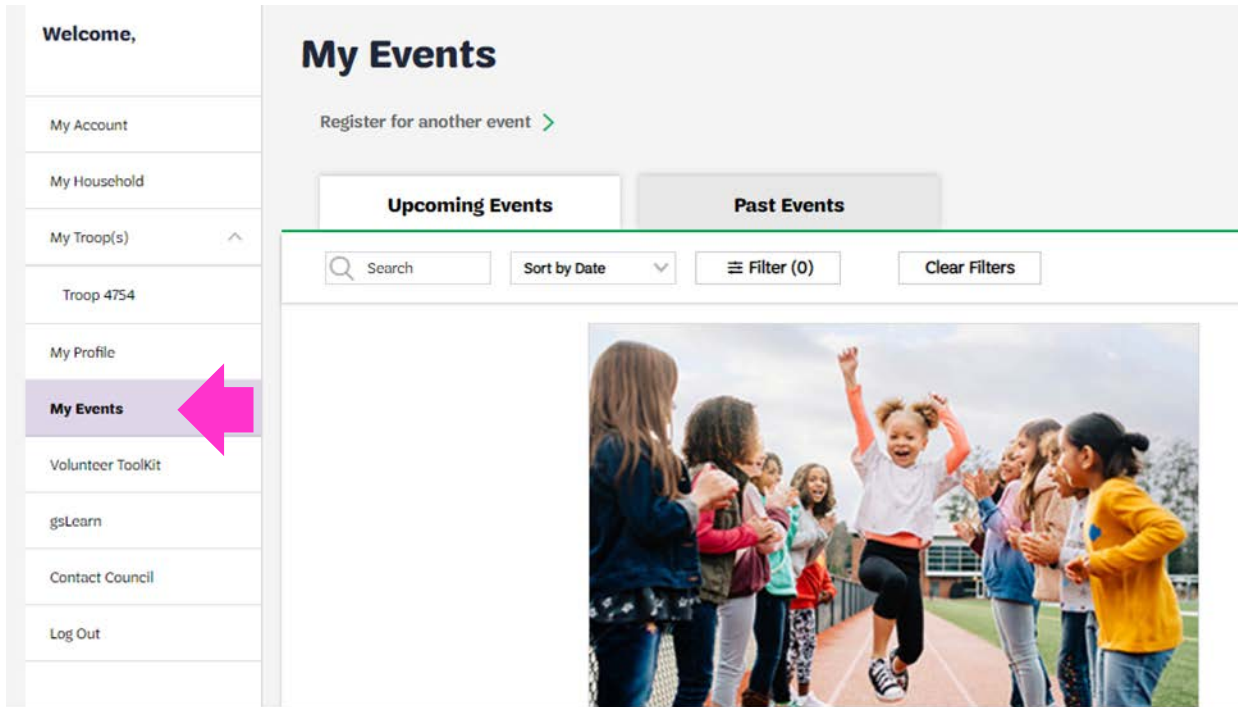 Welcome,
My Account
My Household
My Troop(s)
Troop 4754
My Profile
My Events
Volunteer ToolKit
gsLearn
Contact Council
Log Out
My Events
Register for another event >
Upcoming Events
Past Events
Search
Sort by Date
Filter (0)
Clear Filters